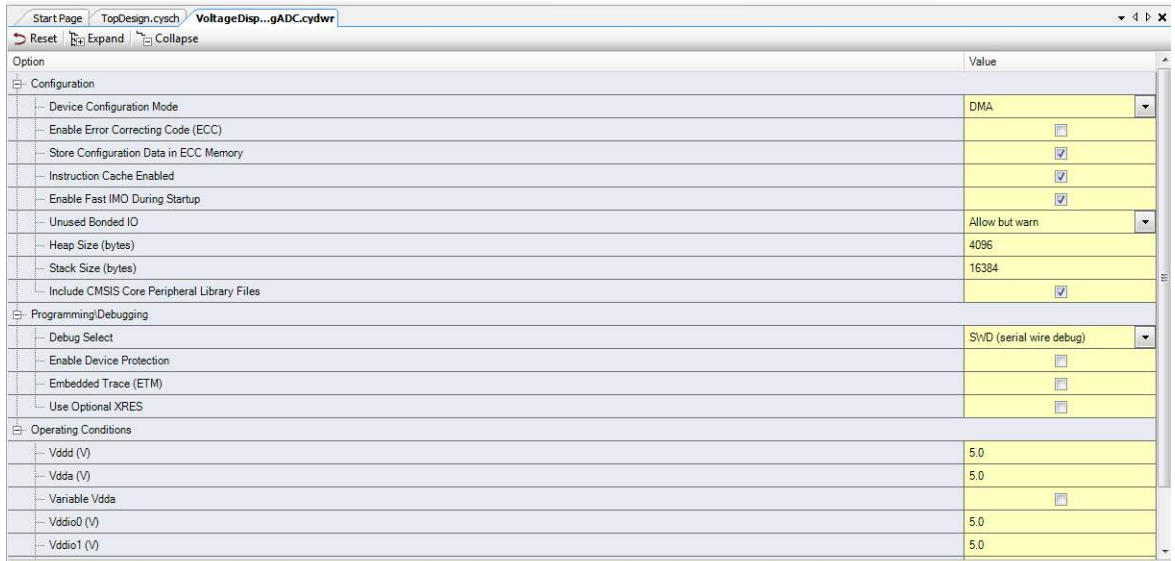 Start Page TopDesign.cysch VoltageDisp...gADC.cydwr
Reset Expand Collapse
Option Value
Configuration
Device Configuration Mode DMA
Enable Error Correcting Code (ECC)
Store Configuration Data in ECC Memory
Instruction Cache Enabled
Enable Fast IMO During Startup
Unused Bonded IO Allow but warn
Heap Size (bytes) 4096
Stack Size (bytes) 16384
Include CMSIS Core Peripheral Library Files
Programming\Debugging
Debug Select SWD (serial wire debug)
Enable Device Protection
Embedded Trace (ETM)
Use Optional XRES
Operating Conditions
Vddd (V) 5.0
Vdda (V) 5.0
Variable Vdda
Vddio0 (V) 5.0
Vddio1 (V) 5.0